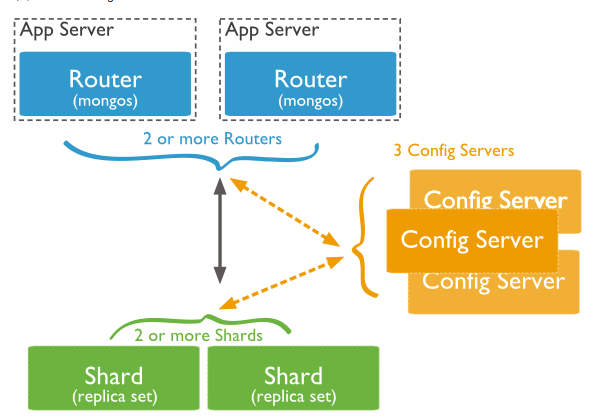 App Server
App Server
Router
(mongos)
Router
(mongos)
2 or more Routers
3 Config Servers
Config Server
Config Server
Config Server
2 or more Shards
Shard
(replica set)
Shard
(replica set)